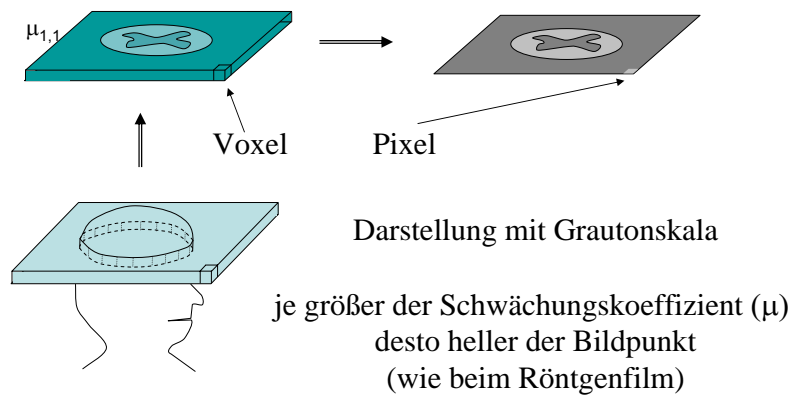 μ1,1
Voxel
Pixel
Darstellung mit Grautonskala
je größer der Schwächungskoeffizient (μ)
desto heller der Bildpunkt
(wie beim Röntgenfilm)